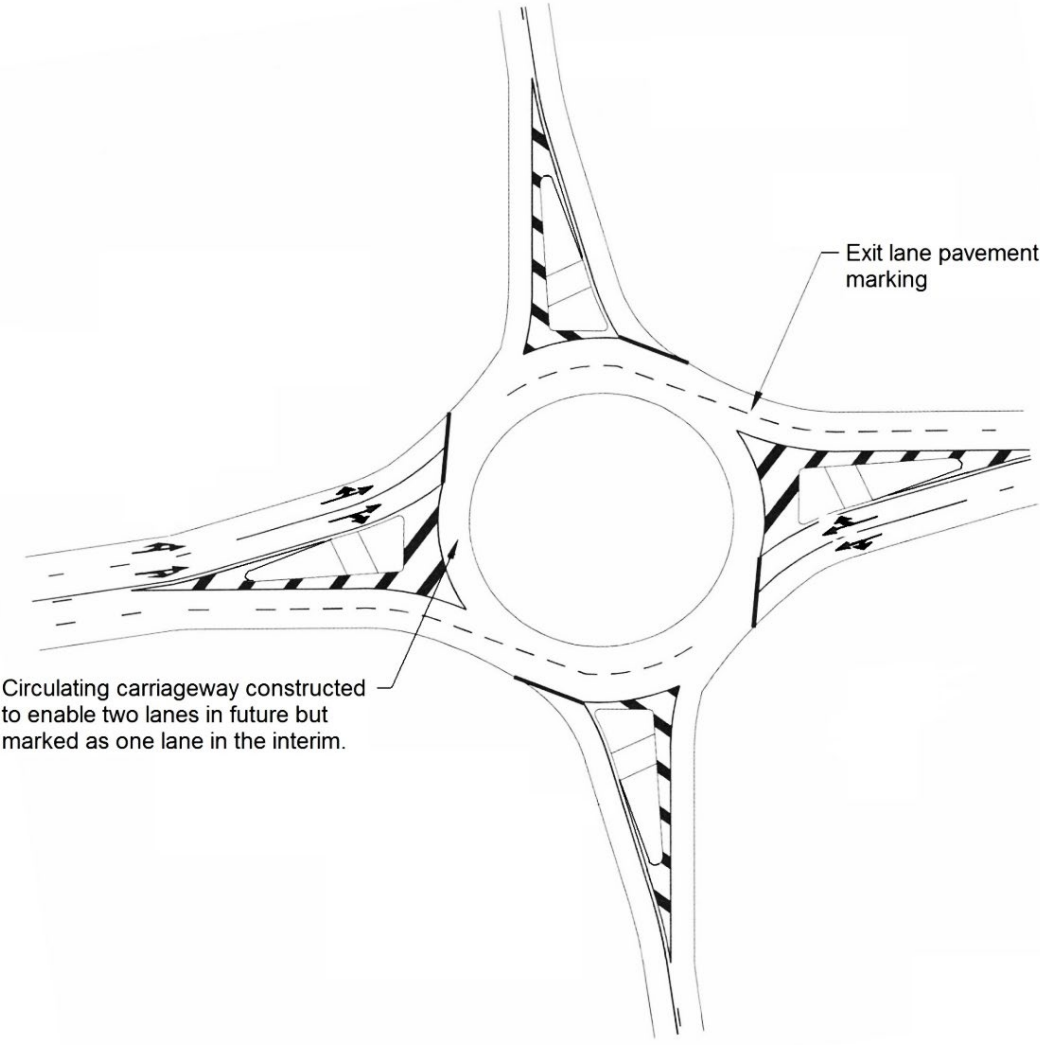 Exit lane pavement
marking
Circulating carriageway constructed
to enable two lanes in future but
marked as one lane in the interim.